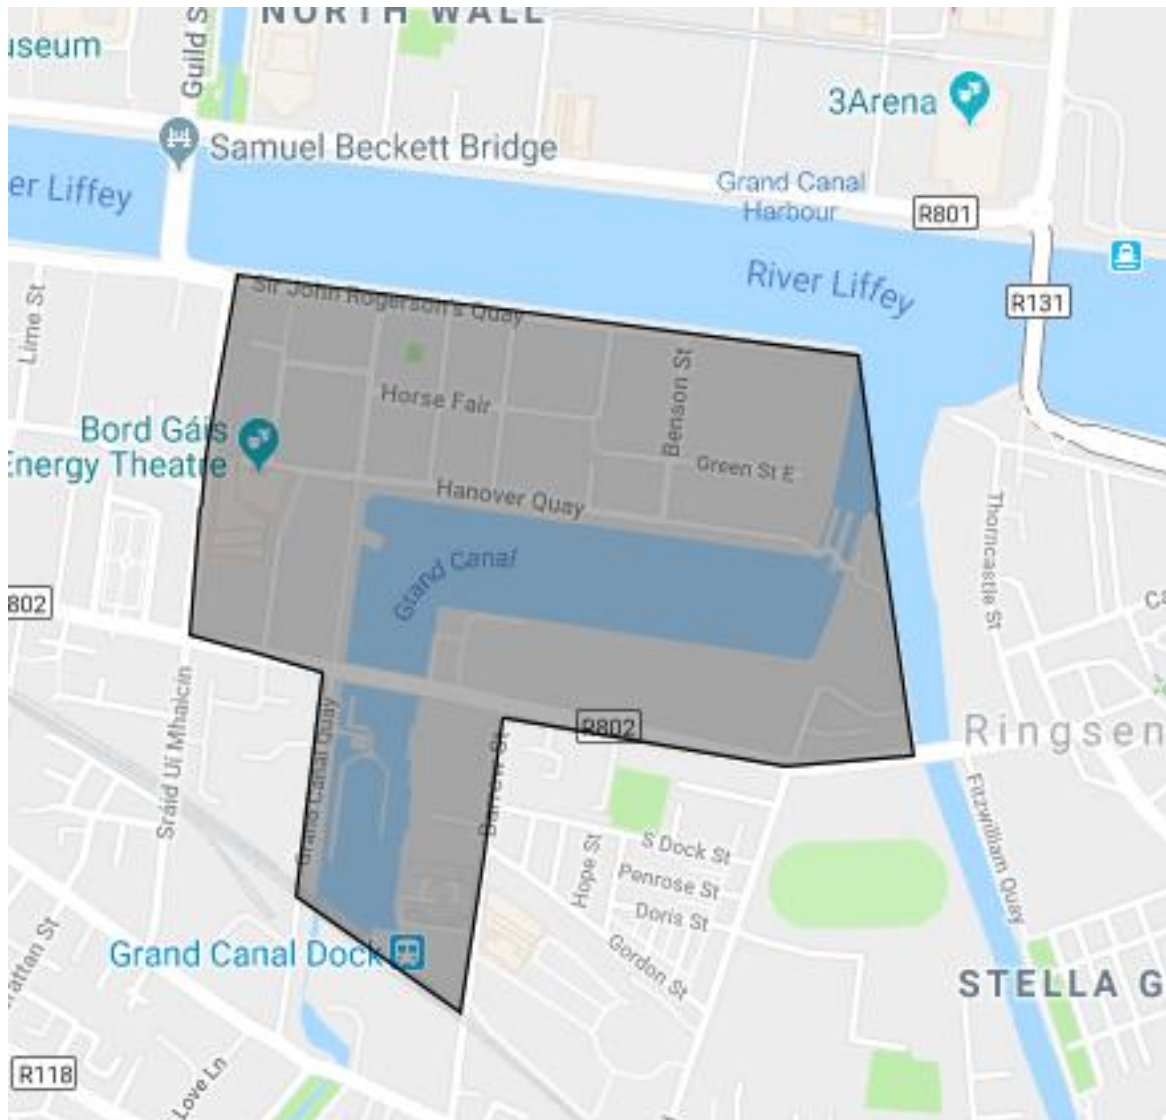 NORTH WALL
useum
Guild S
3Arena
Samuel Beckett Bridge
er Liffey
Grand Canal
Harbour
R801
River Liffey
R131
Lime St
Sir John Rogerson's Quay
Benson St
Horse Fair
Bord Gáis
Energy Theatre
Green St E
Hanover Quay
Thorncastle St
Grand Canal
802
Sráid Uí Mhaicín
Grand Canal Quay
Barrow St
R802
Ringsen
Fitzwilliam Quay
Hope St
S Dock St
Penrose St
Doris St
Gordon St
Grand Canal Dock
STELLA G
rattan St
R118
Love Ln